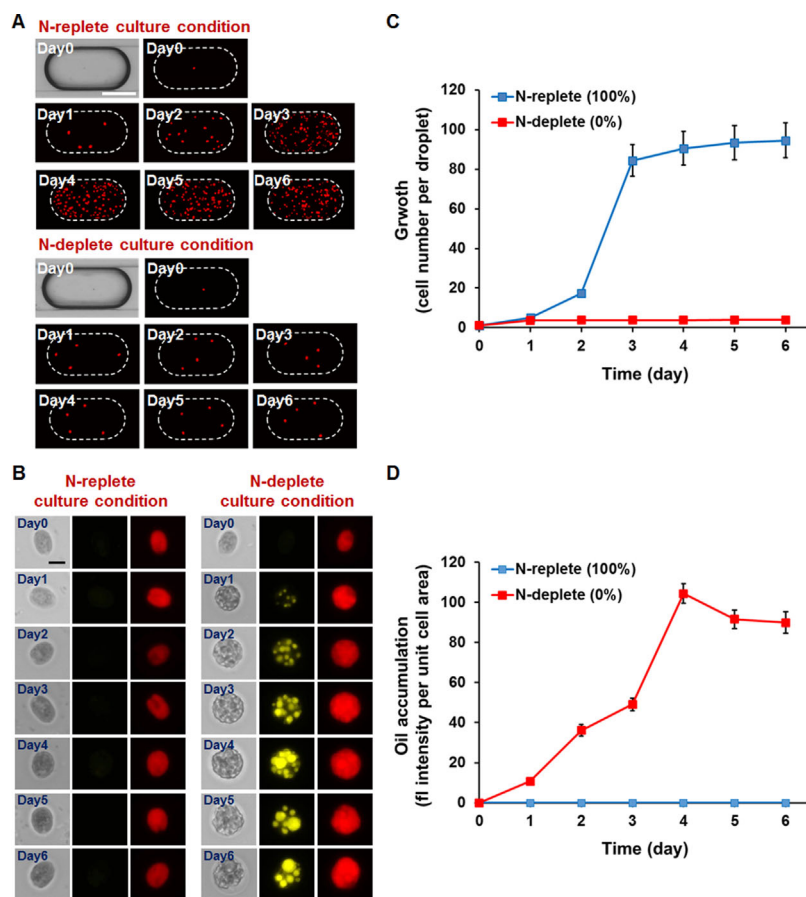 A
N-replete culture condition
Day0 Day0
Day1 Day2 Day3
Day4 Day5 Day6
N-deplete culture condition
Day0 Day0
Day1 Day2 Day3
Day4 Day5 Day6
B
N-replete
culture condition
Day0
Day1
Day2
Day3
Day4
Day5
Day6
N-deplete
culture condition
Day0
Day1
Day2
Day3
Day4
Day5
Day6
C
N-replete (100%)
N-deplete (0%)
Grwoth
(cell number per droplet)
120
100
80
60
40
20
0
0 1 2 3 4 5 6
Time (day)
D
N-replete (100%)
N-deplete (0%)
Oil accumulation
(fl intensity per unit cell area)
120
100
80
60
40
20
0
0 1 2 3 4 5 6
Time (day)